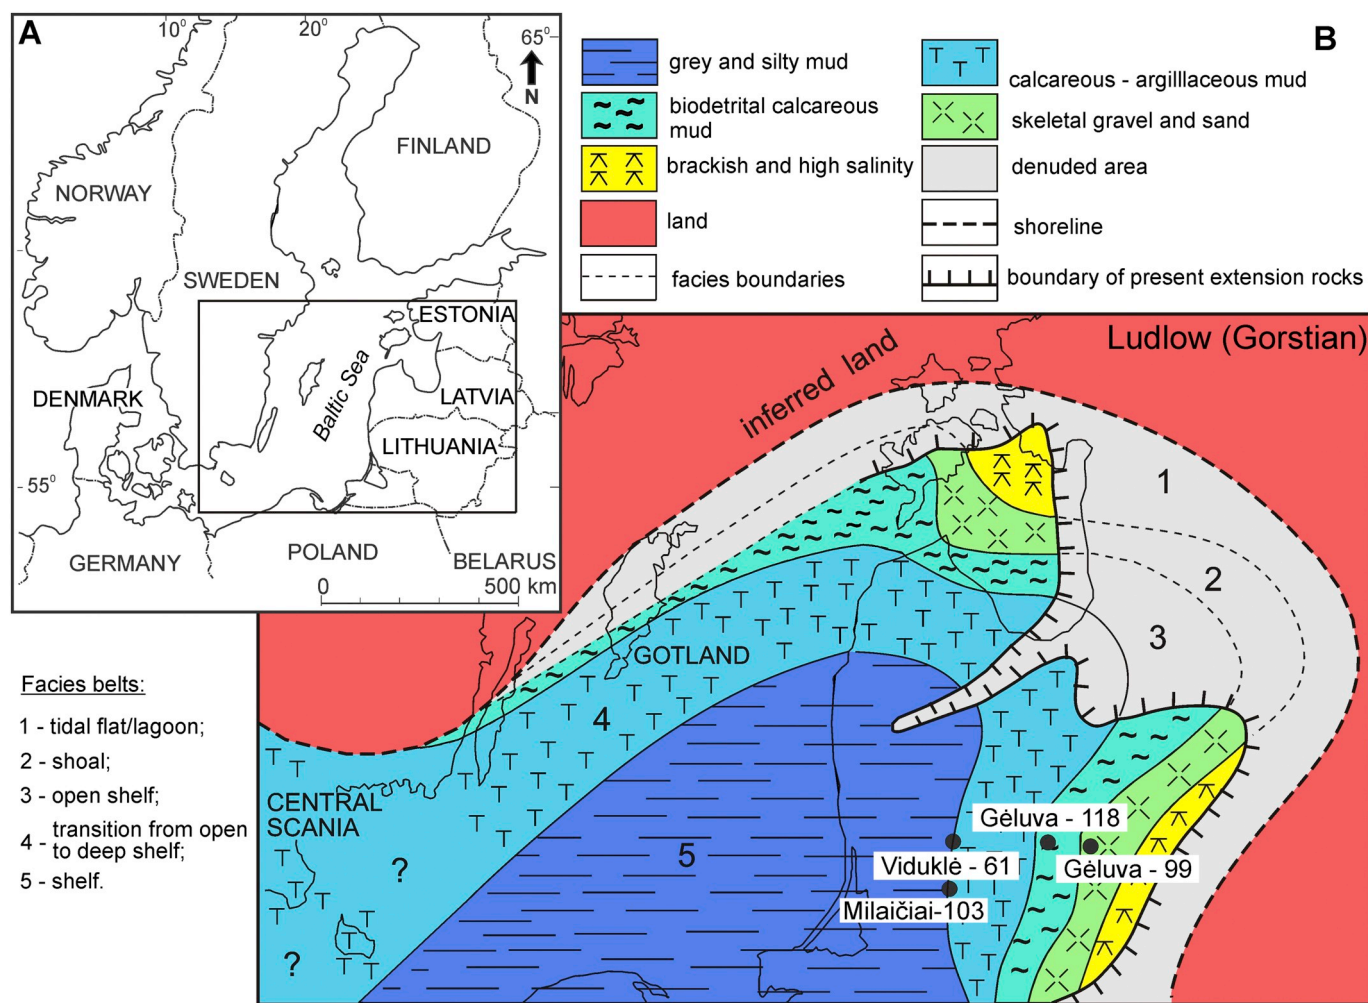 A
10°
20°
65°
N
FINLAND
NORWAY
SWEDEN
ESTONIA
Baltic Sea
LATVIA
DENMARK
LITHUANIA
55°
GERMANY
POLAND
BELARUS
0
500 km
B
grey and silty mud
biodetrital calcareous
mud
brackish and high salinity
land
facies boundaries
calcareous - argilllaceous mud
skeletal gravel and sand
denuded area
shoreline
boundary of present extension rocks
Ludlow (Gorstian)
inferred land
1
2
3
GOTLAND
4
5
CENTRAL
SCANIA
?
?
Gėluva - 118
Viduklė - 61
Gėluva - 99
Milaičiai-103
Facies belts:
1 - tidal flat/lagoon;
2 - shoal;
3 - open shelf;
4 - transition from open
to deep shelf;
5 - shelf.